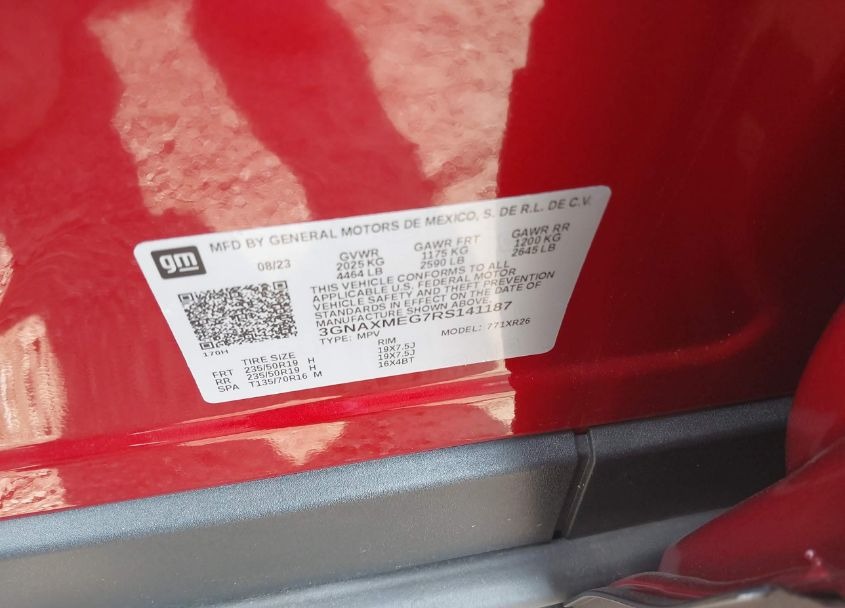 gm MFD BY GENERAL MOTORS DE MEXICO, S. DE R.L. DE C.V.
08/23 GVWR GAWR FRT GAWR RR
2025 KG 1175 KG 1200 KG
4464 LB 2590 LB 2645 LB
THIS VEHICLE CONFORMS TO ALL
APPLICABLE U.S. FEDERAL MOTOR
VEHICLE SAFETY AND THEFT PREVENTION
STANDARDS IN EFFECT ON THE DATE OF
MANUFACTURE SHOWN ABOVE.
3GNAXMEG7RS141187
TYPE: MPV MODEL: 771XR26
170H
TIRE SIZE RIM
FRT 235/50R19 H 19X7.5J
RR 235/50R19 H 19X7.5J
SPA T135/70R16 M 16X4BT